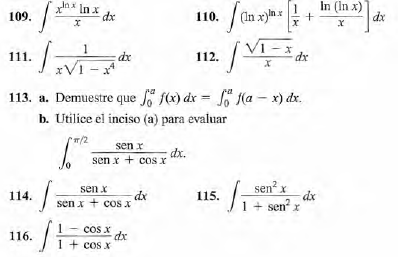 109. ∫ x^{ln x} ln x / x dx
110. ∫ (ln x)^{ln x} [1/x + ln (ln x)/x] dx
111. ∫ 1/(x√(1 − x⁴)) dx
112. ∫ √(1 − x)/x dx
113. a. Demuestre que ∫₀ᵃ f(x) dx = ∫₀ᵃ f(a − x) dx.
b. Utilice el inciso (a) para evaluar
∫₀^{π/2} sen x/(sen x + cos x) dx.
114. ∫ sen x/(sen x + cos x) dx
115. ∫ sen² x/(1 + sen² x) dx
116. ∫ (1 − cos x)/(1 + cos x) dx